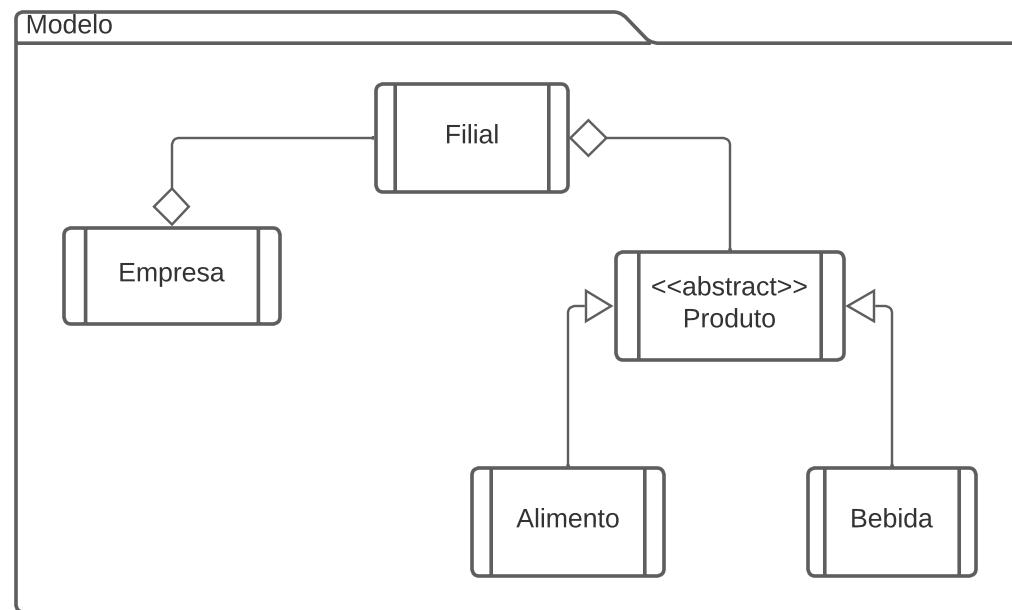 Modelo
Filial
Empresa
<<abstract>>
Produto
Alimento
Bebida